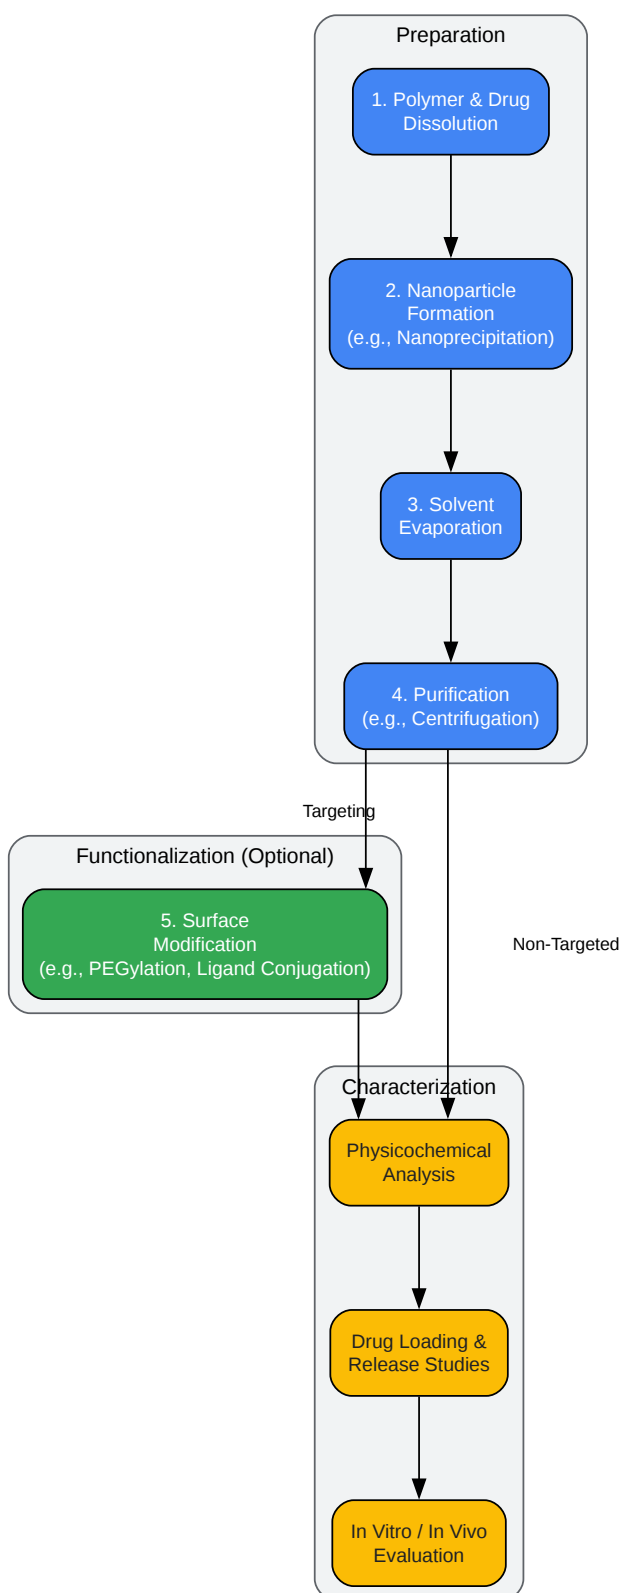 Preparation
1. Polymer & Drug
Dissolution
2. Nanoparticle
Formation
(e.g., Nanoprecipitation)
3. Solvent
Evaporation
4. Purification
(e.g., Centrifugation)
Targeting
Functionalization (Optional)
5. Surface
Modification
(e.g., PEGylation, Ligand Conjugation)
Non-Targeted
Characterization
Physicochemical
Analysis
Drug Loading &
Release Studies
In Vitro / In Vivo
Evaluation